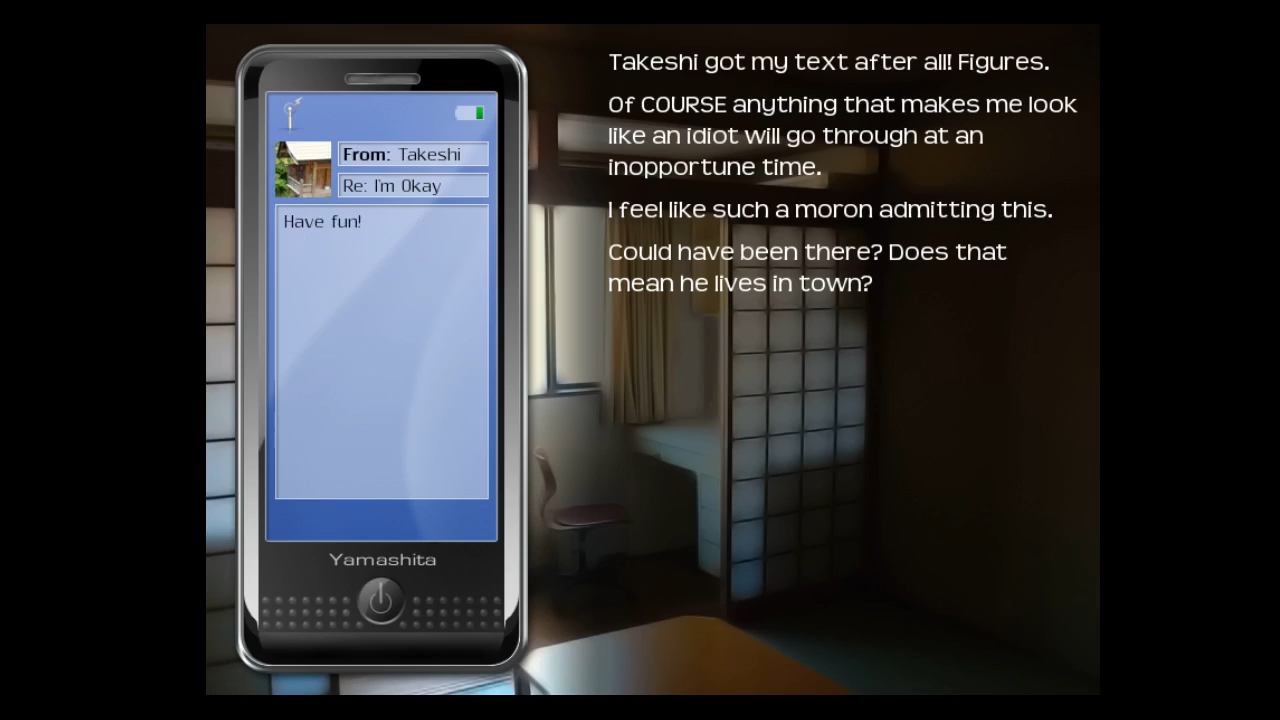 From: Takeshi
Re: I'm Okay
Have fun!
Yamashita
Takeshi got my text after all! Figures.
Of COURSE anything that makes me look
like an idiot will go through at an
inopportune time.
I feel like such a moron admitting this.
Could have been there? Does that
mean he lives in town?